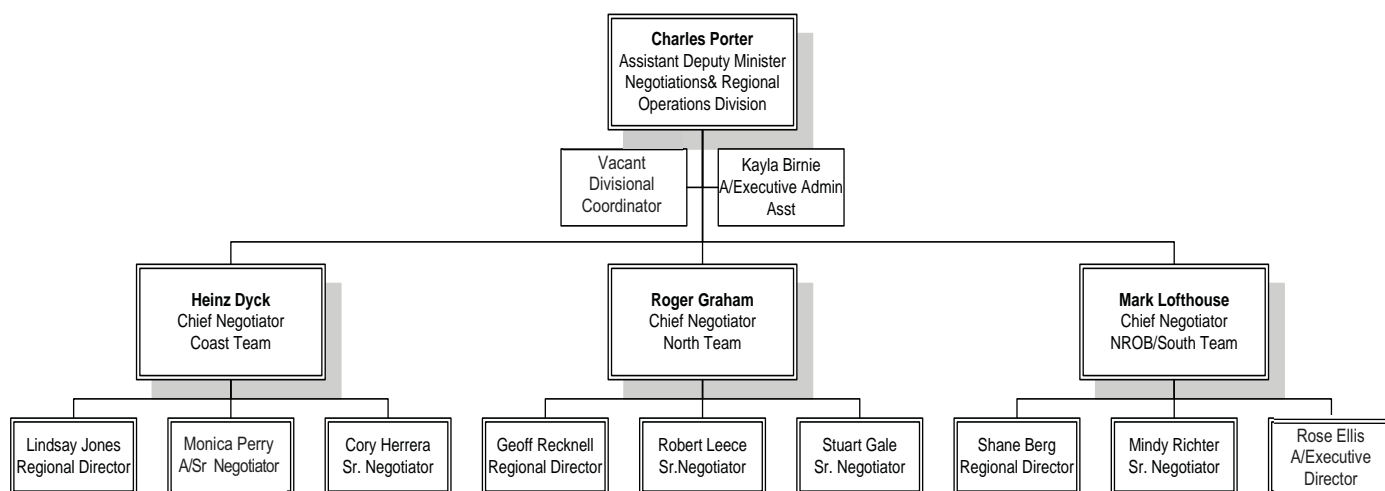 Charles Porter
Assistant Deputy Minister
Negotiations& Regional
Operations Division
Vacant
Divisional
Coordinator
Kayla Birnie
A/Executive Admin
Asst
Heinz Dyck
Chief Negotiator
Coast Team
Roger Graham
Chief Negotiator
North Team
Mark Lofthouse
Chief Negotiator
NROB/South Team
Lindsay Jones
Regional Director
Monica Perry
A/Sr Negotiator
Cory Herrera
Sr. Negotiator
Geoff Recknell
Regional Director
Robert Leece
Sr.Negotiator
Stuart Gale
Sr. Negotiator
Shane Berg
Regional Director
Mindy Richter
Sr. Negotiator
Rose Ellis
A/Executive
Director